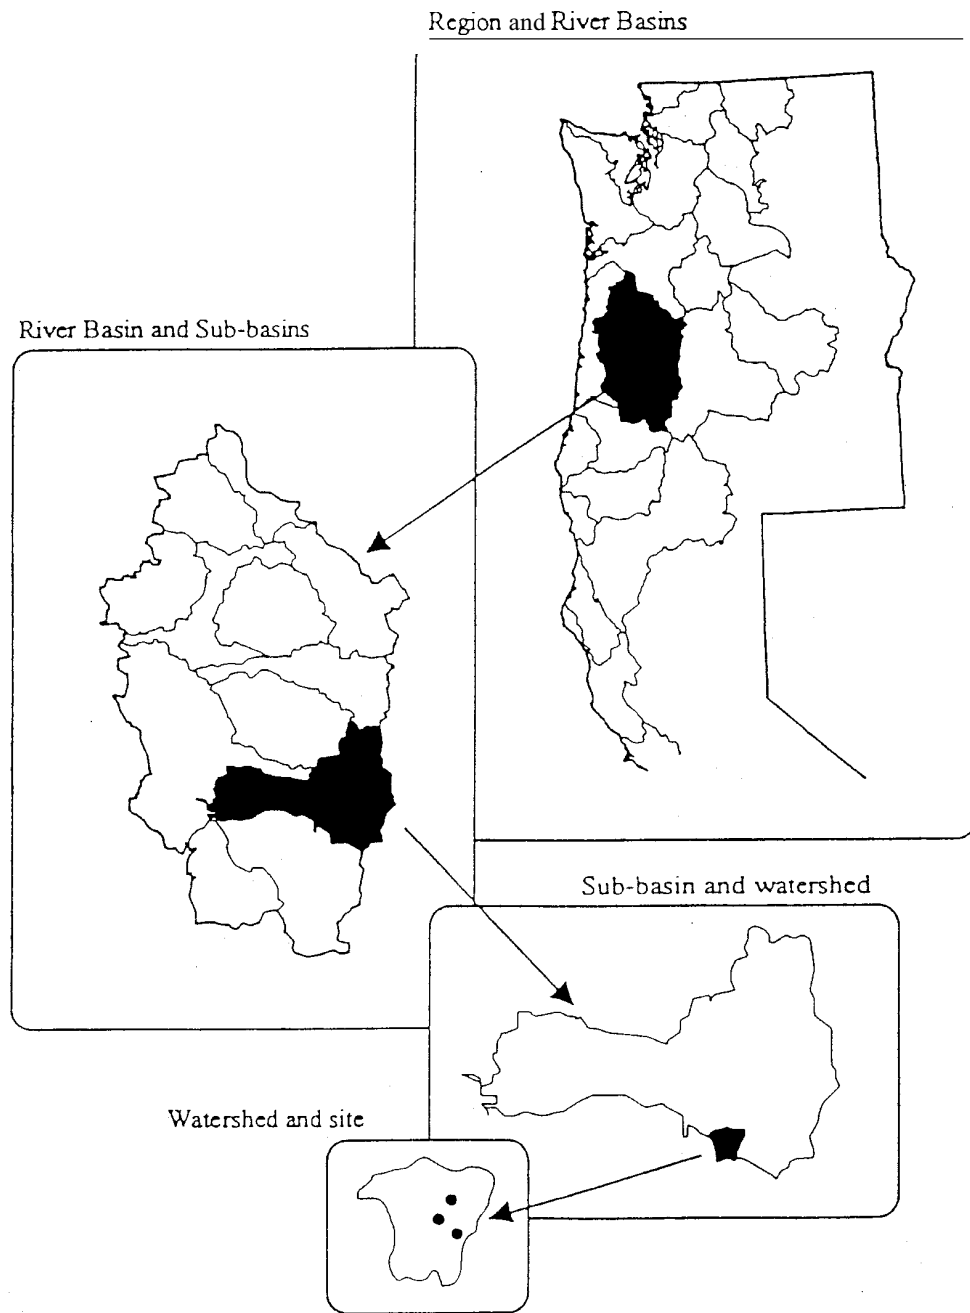 Region and River Basins
River Basin and Sub-basins
Sub-basin and watershed
Watershed and site